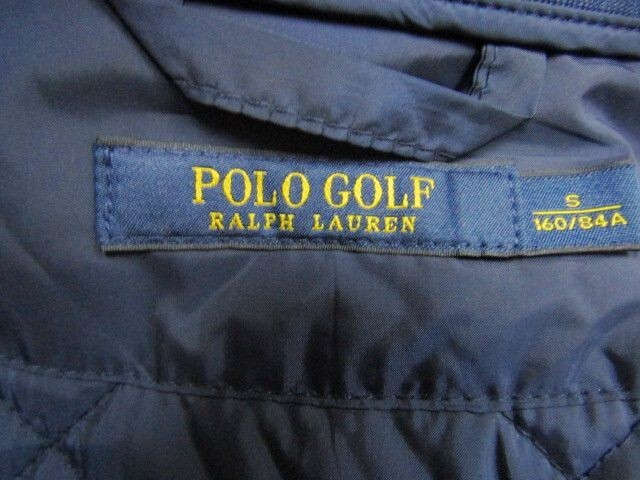 POLO GOLF
RALPH LAUREN
S
160/84A